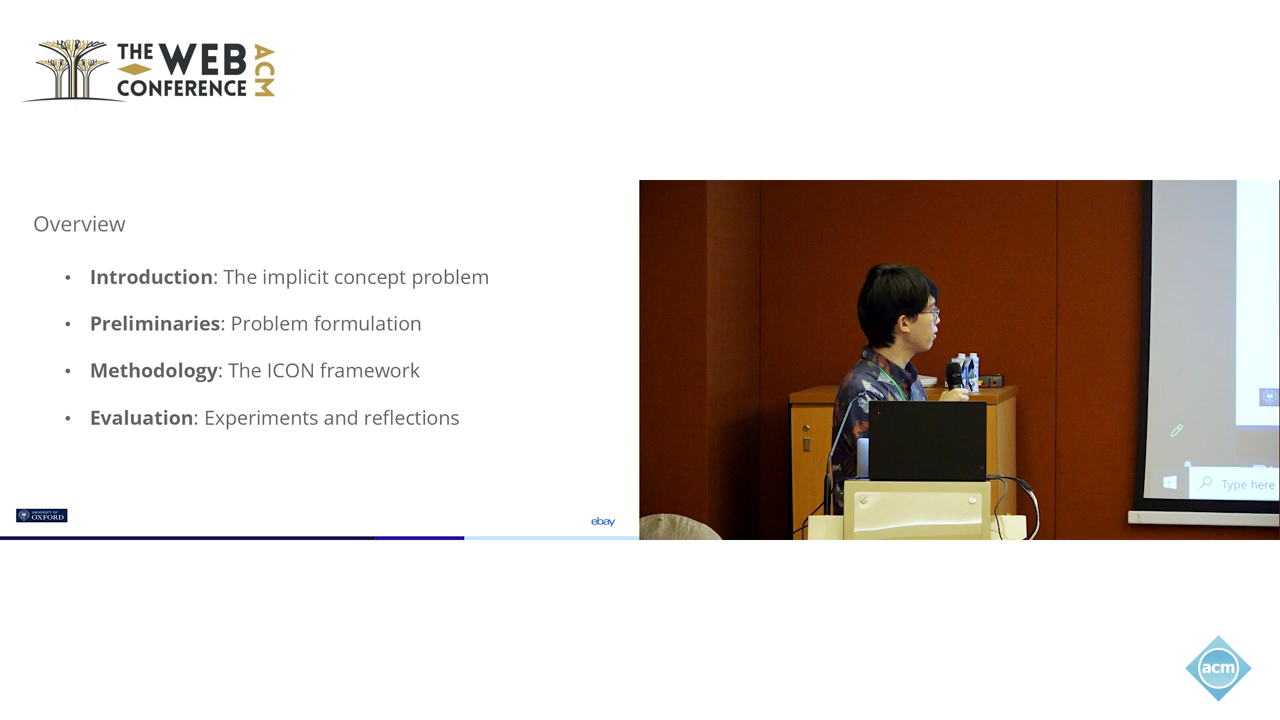 THE WEB
CONFERENCE
ACM
Overview
• Introduction: The implicit concept problem
• Preliminaries: Problem formulation
• Methodology: The ICON framework
• Evaluation: Experiments and reflections
UNIVERSITY OF
OXFORD
ebay
Type here
acm